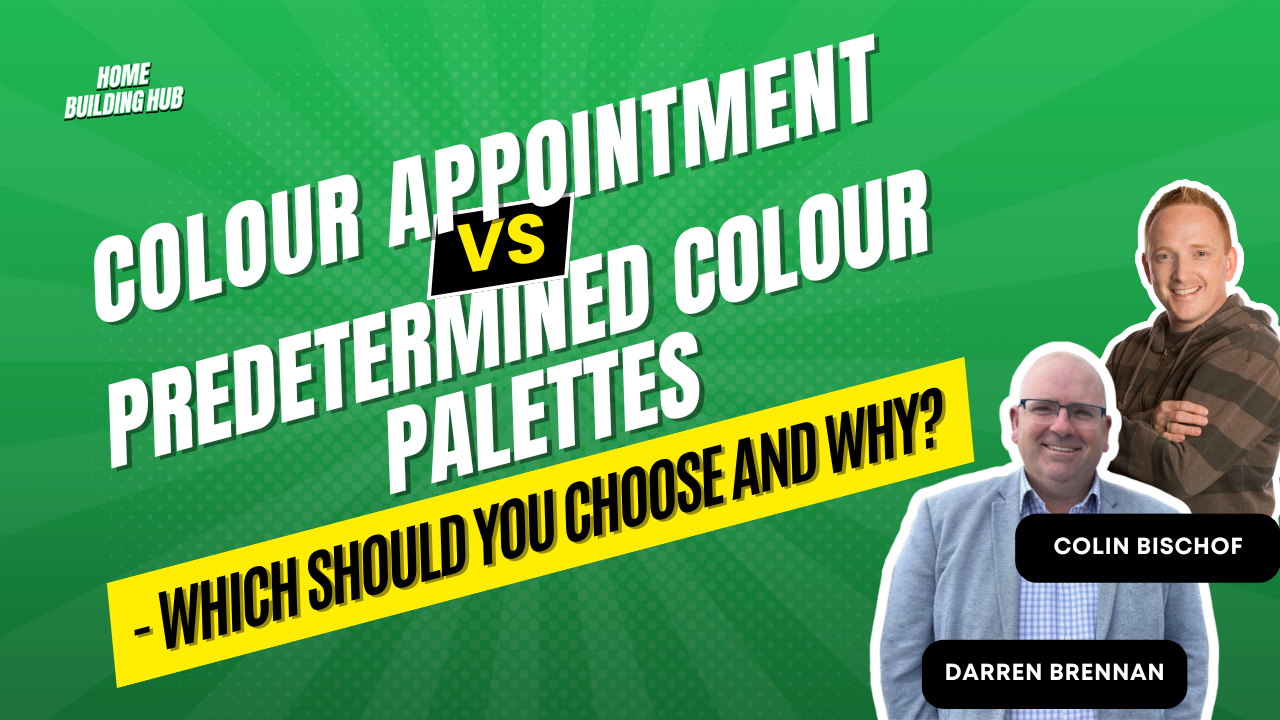 HOME
BUILDING HUB
COLOUR APPOINTMENT
VS
PREDETERMINED COLOUR
PALETTES
- WHICH SHOULD YOU CHOOSE AND WHY?
COLIN BISCHOF
DARREN BRENNAN